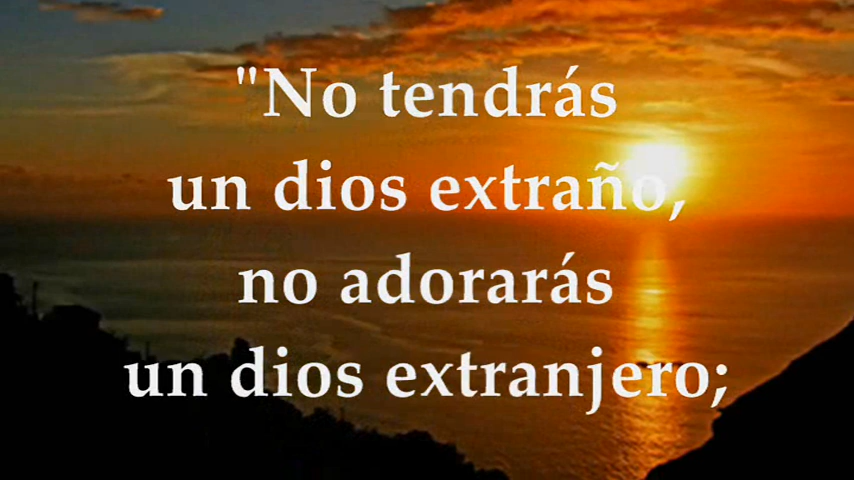 "No tendrás
un dios extraño,
no adorarás
un dios extranjero;